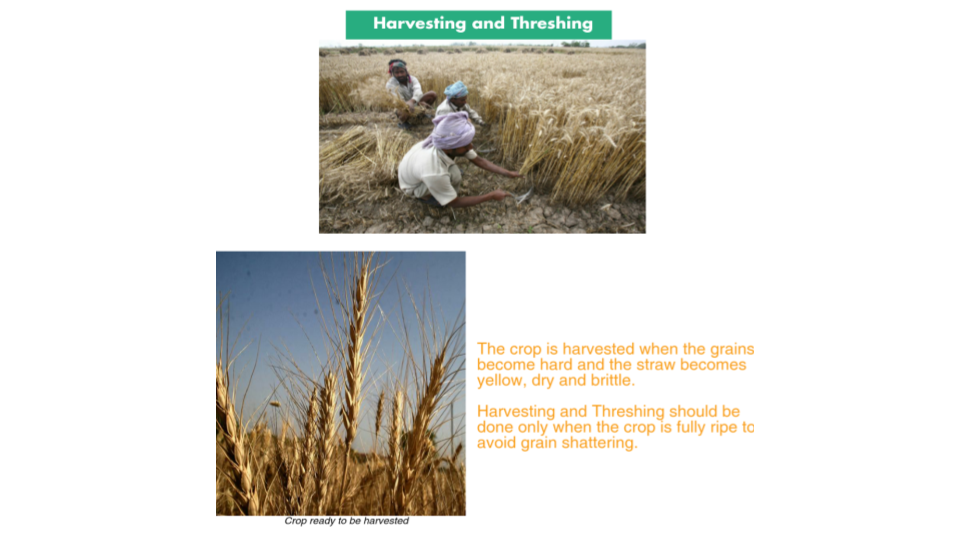 Harvesting and Threshing
The crop is harvested when the grains
become hard and the straw becomes
yellow, dry and brittle.
Harvesting and Threshing should be
done only when the crop is fully ripe to
avoid grain shattering.
Crop ready to be harvested